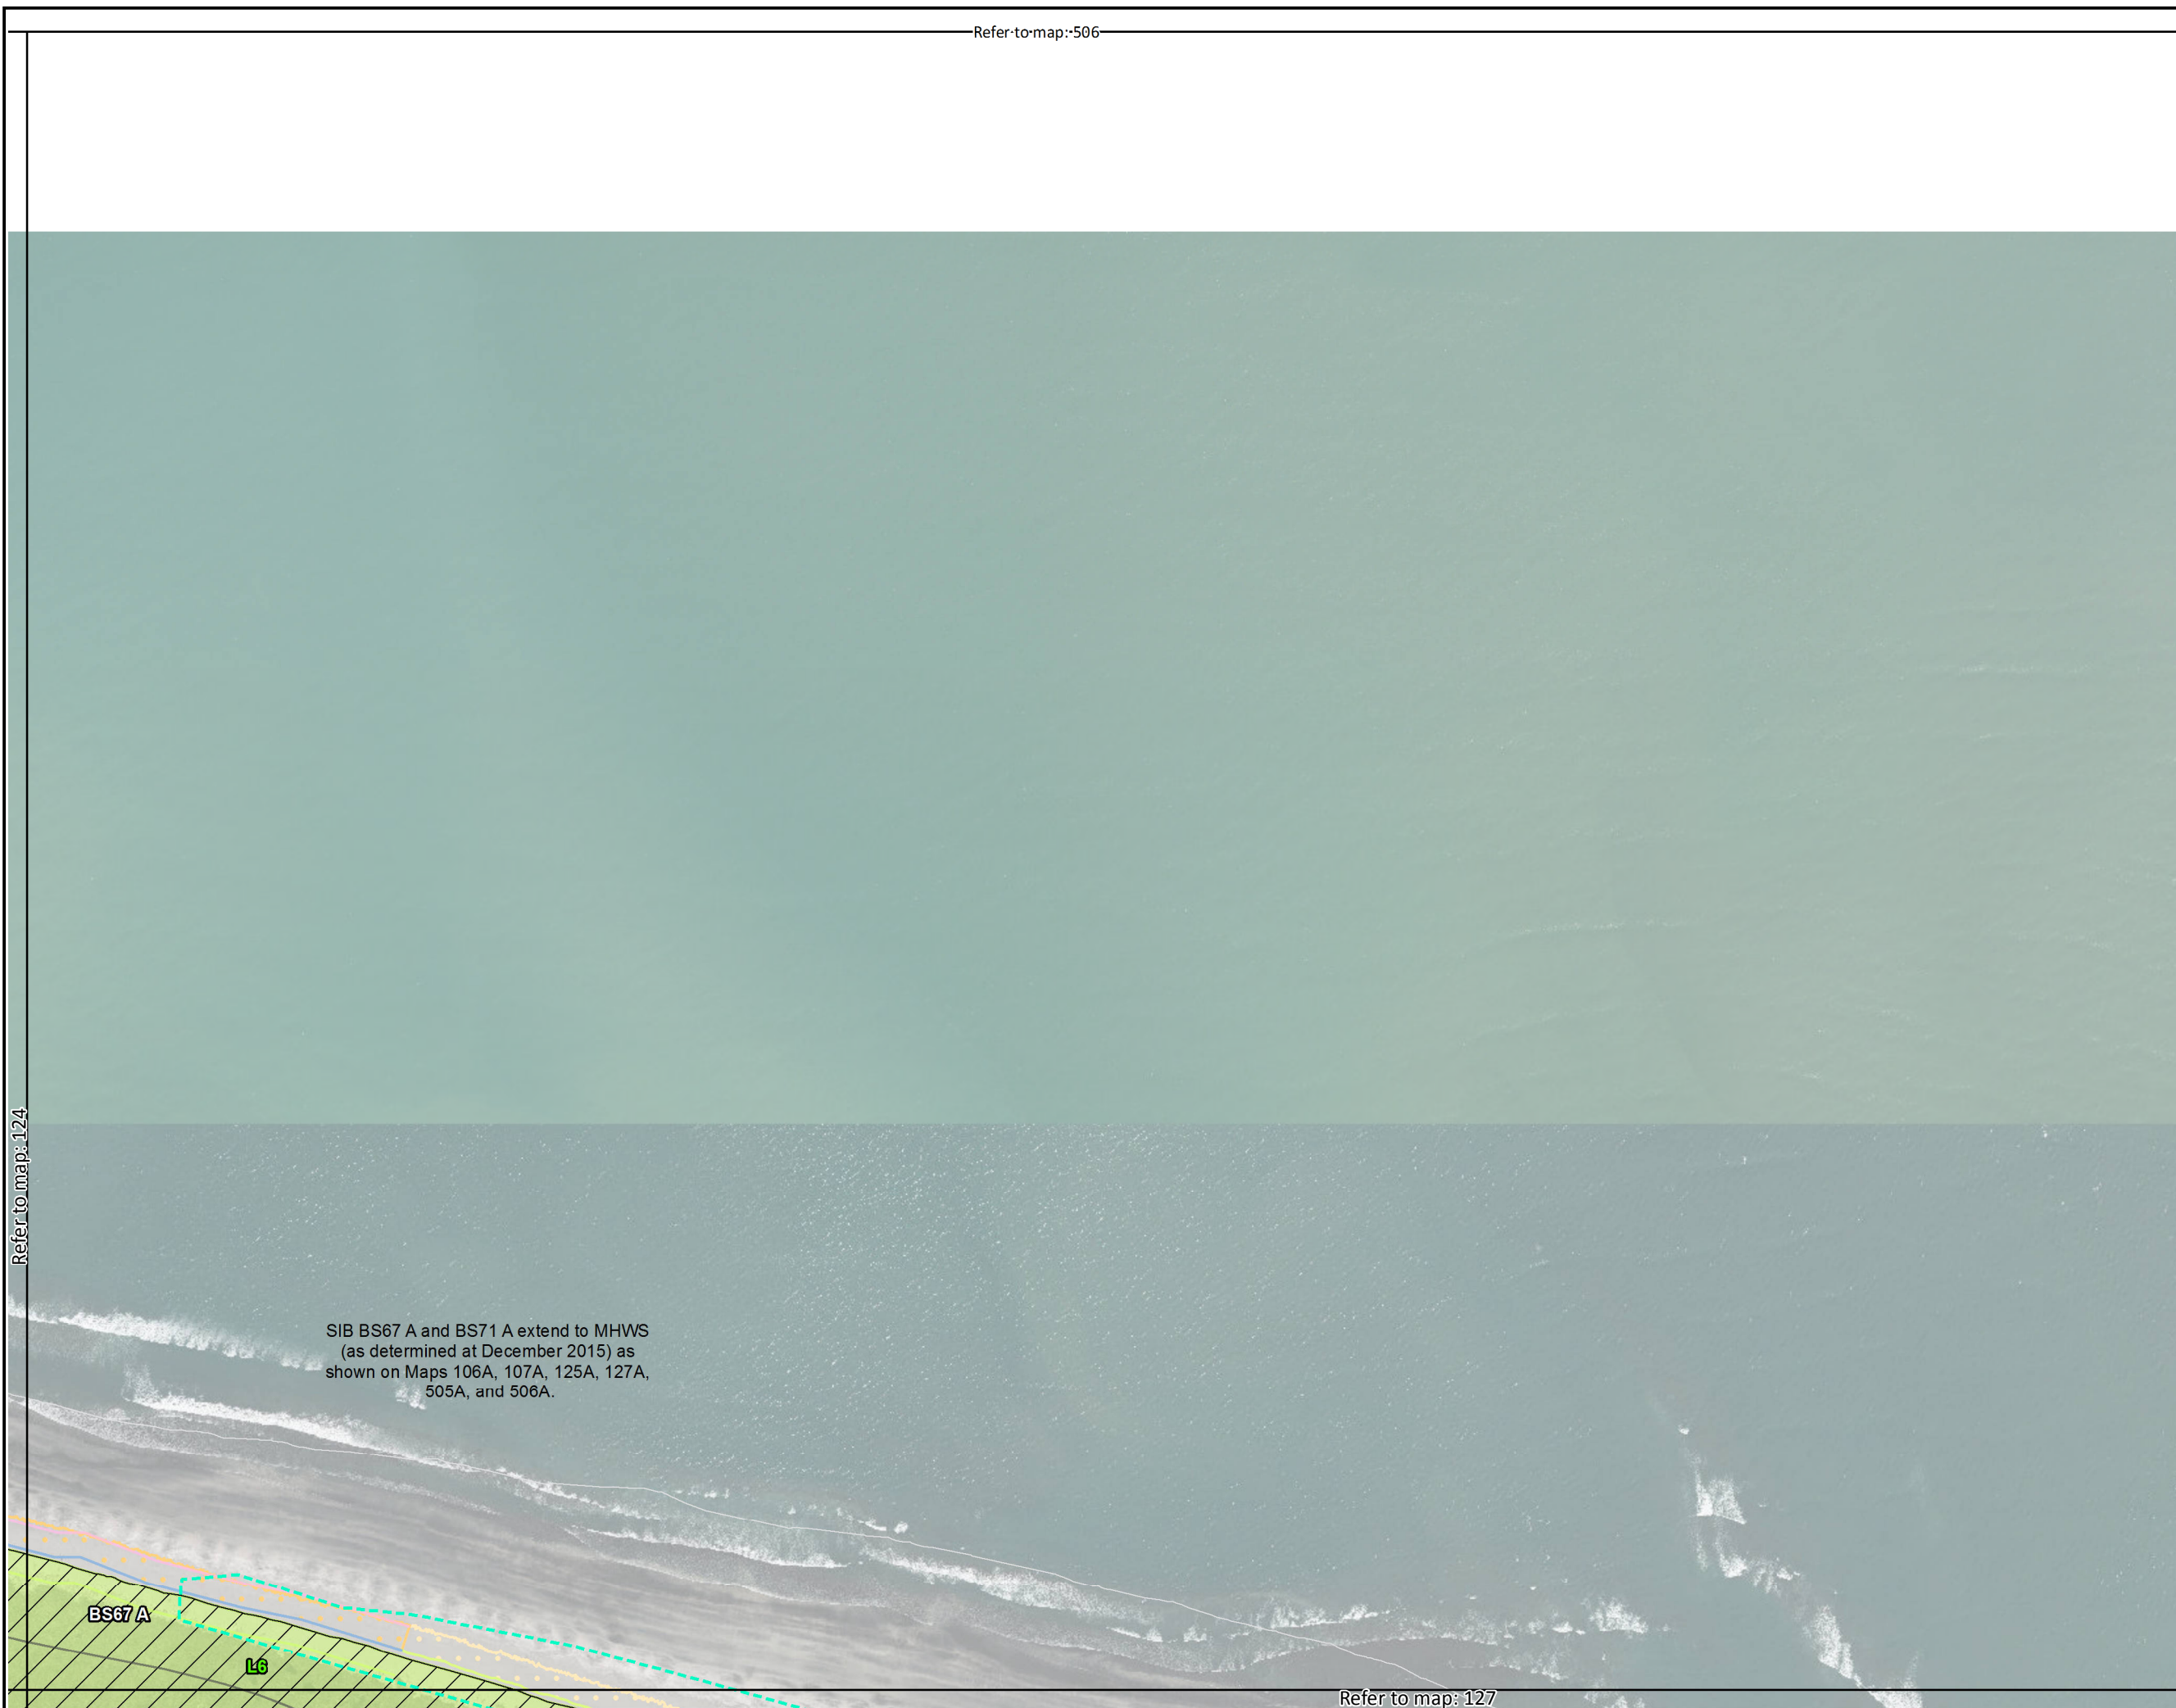 Refer to map: 506
Refer to map: 124
SIB BS67 A and BS71 A extend to MHWS
(as determined at December 2015) as
shown on Maps 106A, 107A, 125A, 127A,
505A, and 506A.
BS67 A
L6
Refer to map: 127